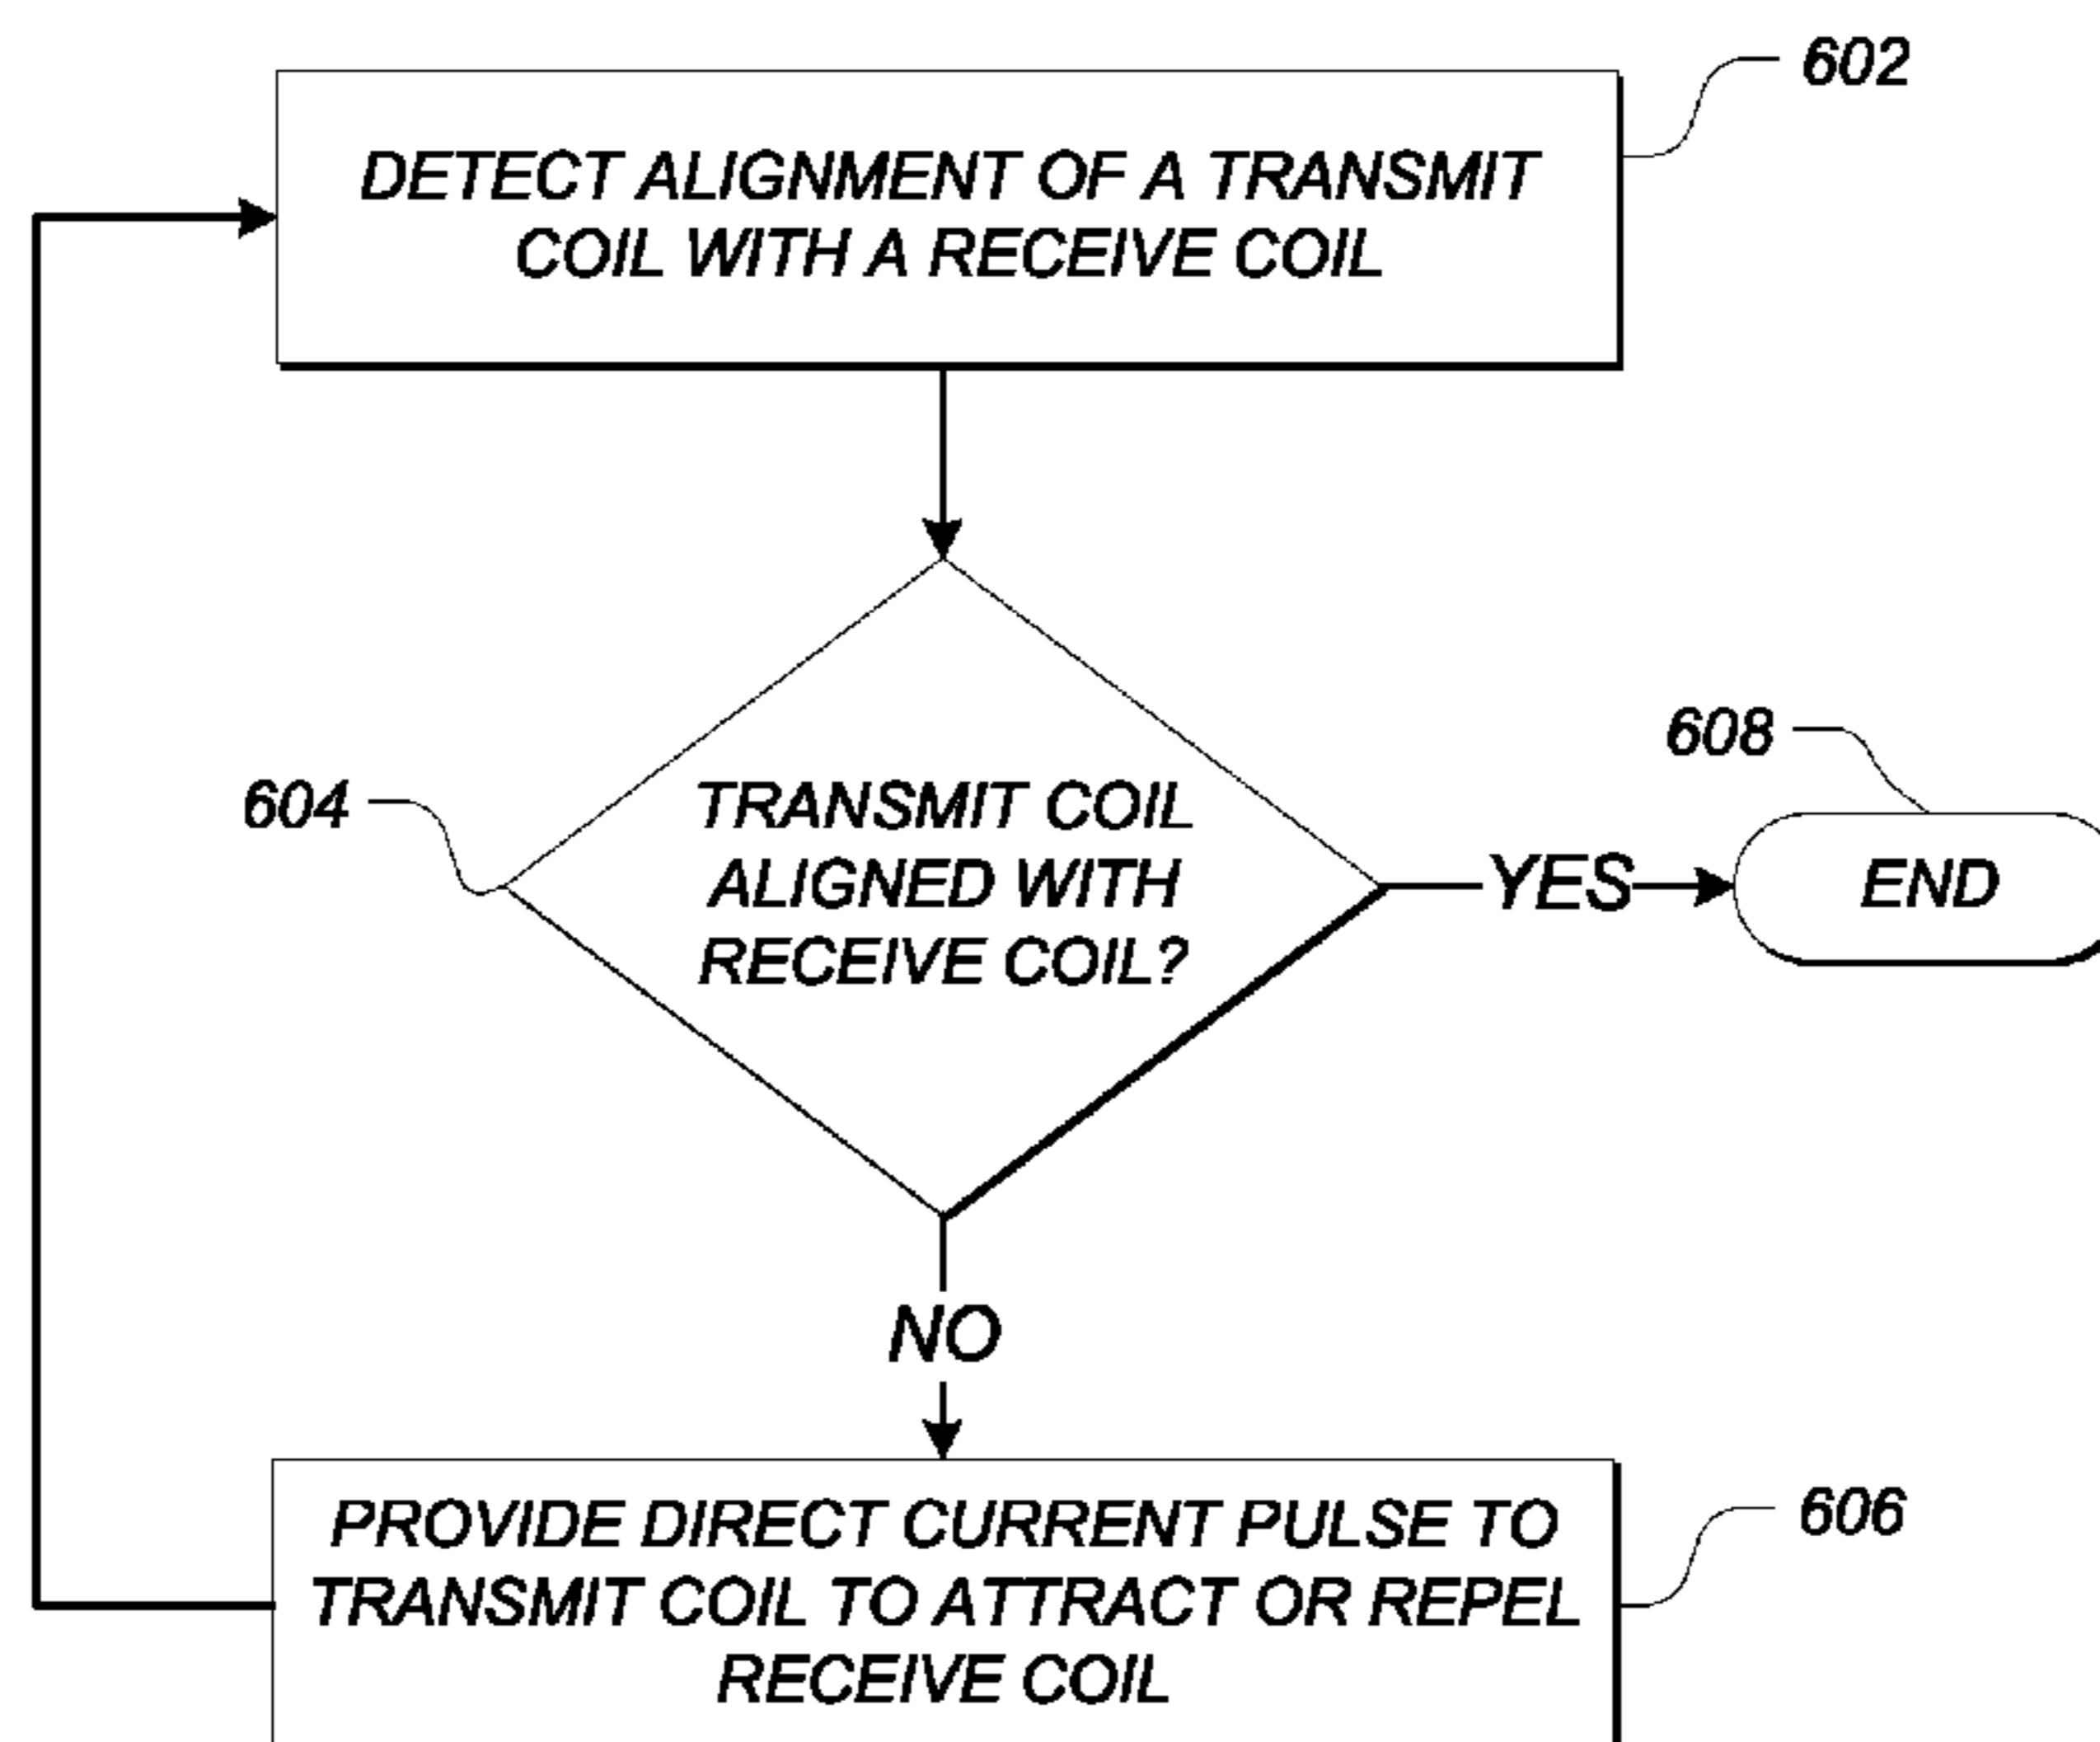 602
DETECT ALIGNMENT OF A TRANSMIT
COIL WITH A RECEIVE COIL
608
604
TRANSMIT COIL
ALIGNED WITH
RECEIVE COIL?
YES
END
NO
606
PROVIDE DIRECT CURRENT PULSE TO
TRANSMIT COIL TO ATTRACT OR REPEL
RECEIVE COIL